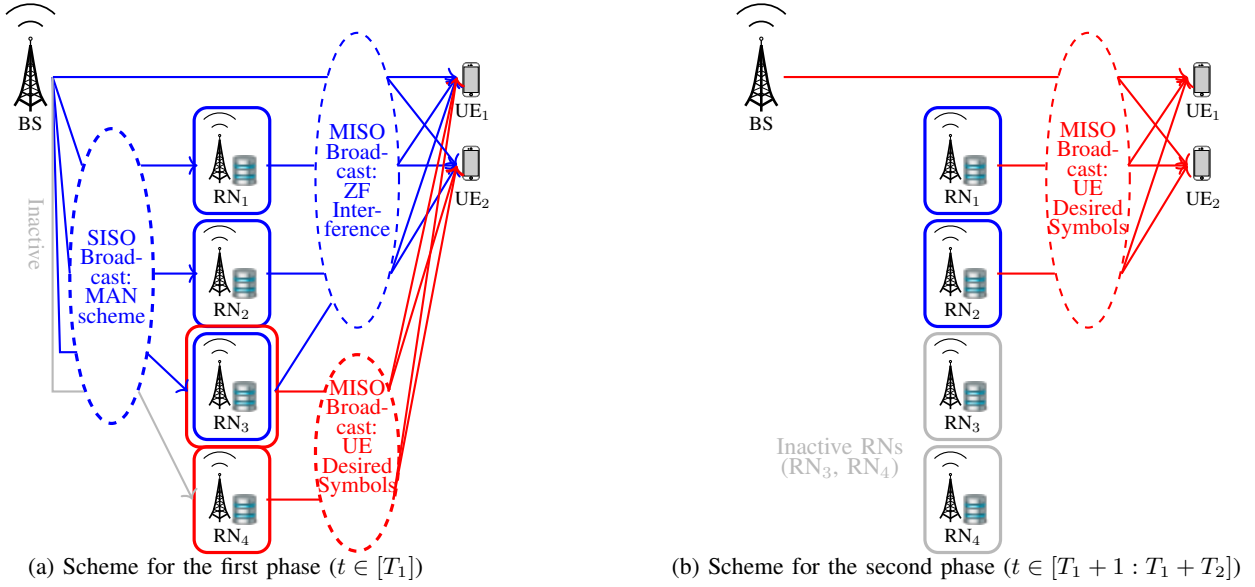 BS
Inactive
SISO
Broad-
cast:
MAN
scheme
RN1
RN2
RN3
RN4
MISO
Broad-
cast:
ZF
Inter-
ference
MISO
Broad-
cast:
UE
Desired
Symbols
UE1
UE2
(a) Scheme for the first phase (t ∈ [T1])
BS
RN1
RN2
RN3
RN4
Inactive RNs
(RN3, RN4)
MISO
Broad-
cast:
UE
Desired
Symbols
UE1
UE2
(b) Scheme for the second phase (t ∈ [T1 + 1 : T1 + T2])